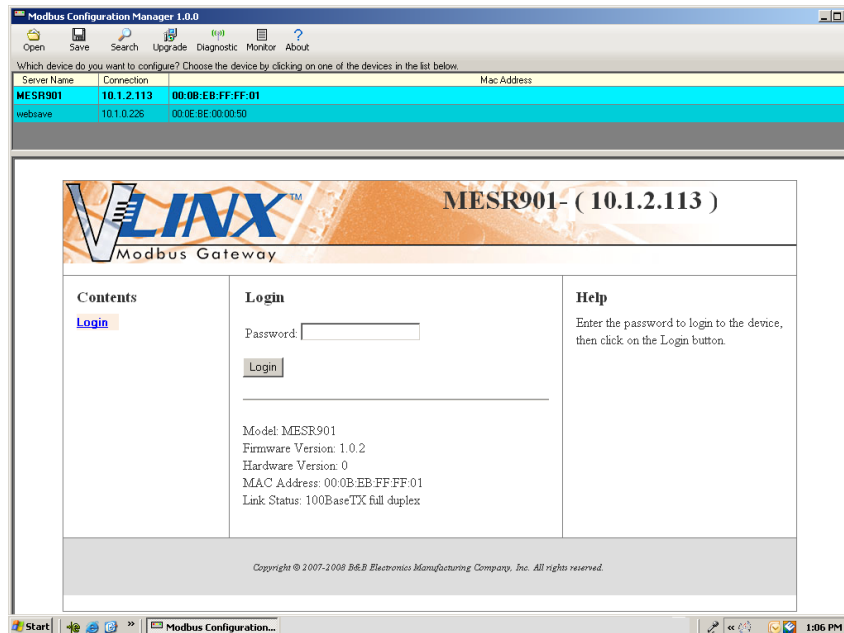 Modbus Configuration Manager 1.0.0
Open Save Search Upgrade Diagnostic Monitor About
Which device do you want to configure? Choose the device by clicking on one of the devices in the list below.
Server Name Connection Mac Address
MESR901 10.1.2.113 00:0B:EB:FF:FF:01
websave 10.1.0.226 00:0E:BE:00:00:50
VLINX™
Modbus Gateway
MESR901- ( 10.1.2.113 )
Contents
Login
Login
Password:
Login
Model: MESR901
Firmware Version: 1.0.2
Hardware Version: 0
MAC Address: 00:0B:EB:FF:FF:01
Link Status: 100BaseTX full duplex
Help
Enter the password to login to the device,
then click on the Login button.
Copyright © 2007-2008 B&B Electronics Manufacturing Company, Inc. All rights reserved.
Start » Modbus Configuration... « 1:06 PM